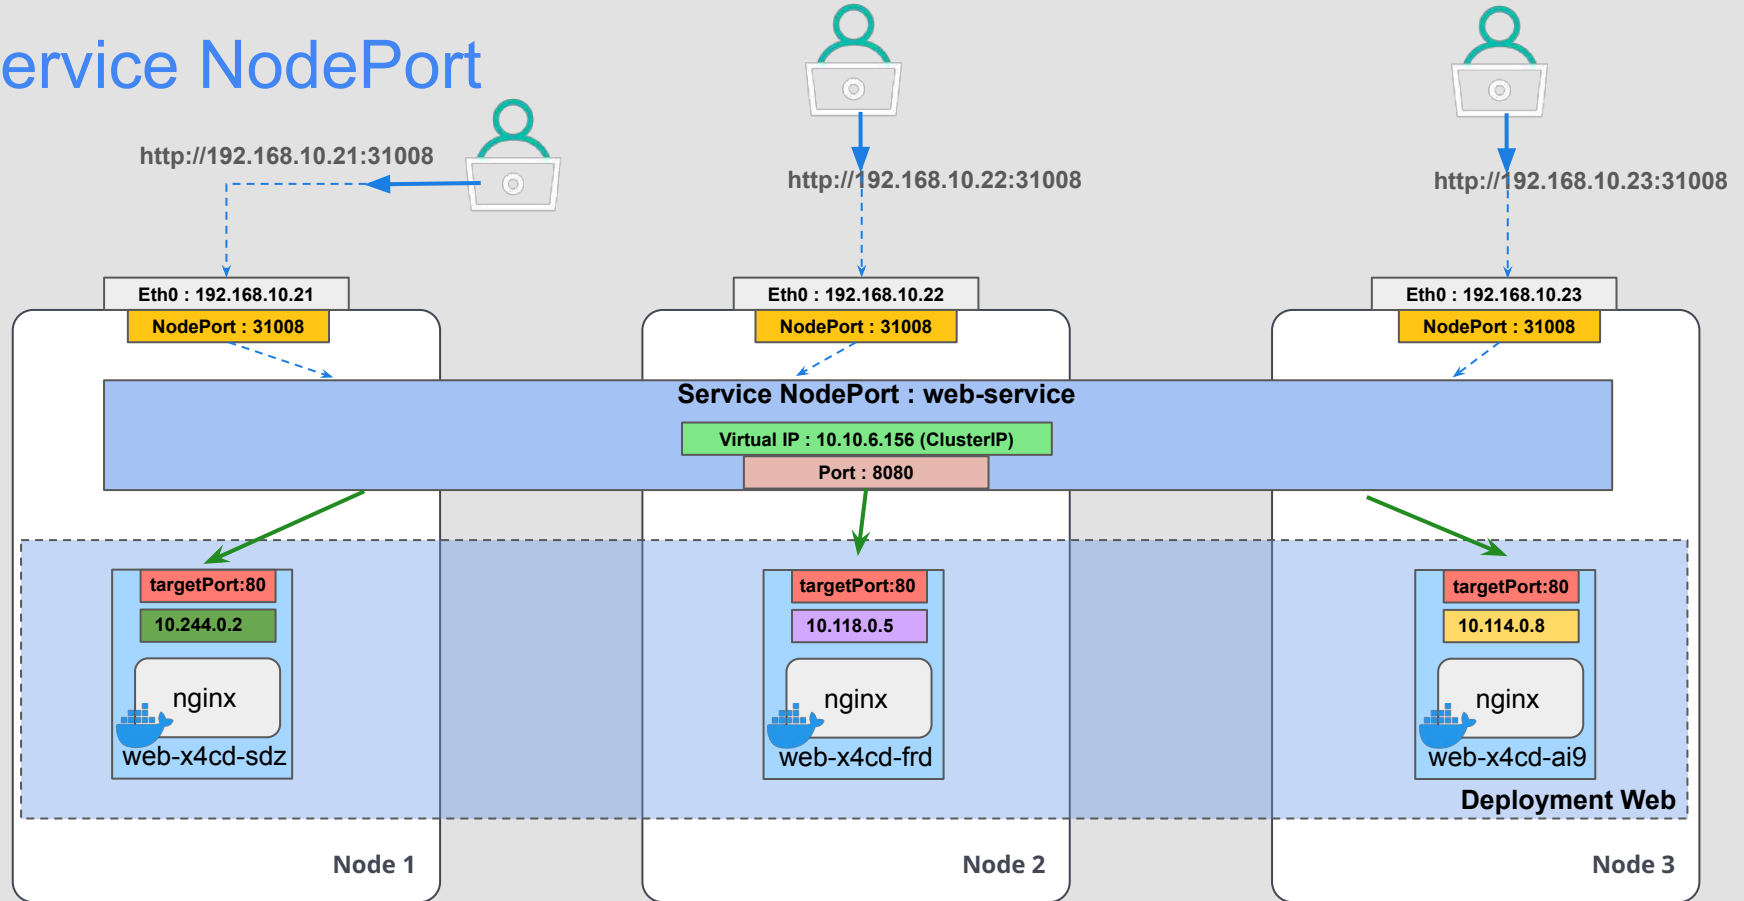 ervice NodePort
http://192.168.10.21:31008
http://192.168.10.22:31008
http://192.168.10.23:31008
Eth0 : 192.168.10.21
Eth0 : 192.168.10.22
Eth0 : 192.168.10.23
NodePort : 31008
NodePort : 31008
NodePort : 31008
Service NodePort : web-service
Virtual IP : 10.10.6.156 (ClusterIP)
Port : 8080
targetPort:80
targetPort:80
targetPort:80
10.244.0.2
10.118.0.5
10.114.0.8
nginx
nginx
nginx
web-x4cd-sdz
web-x4cd-frd
web-x4cd-ai9
Deployment Web
Node 1
Node 2
Node 3